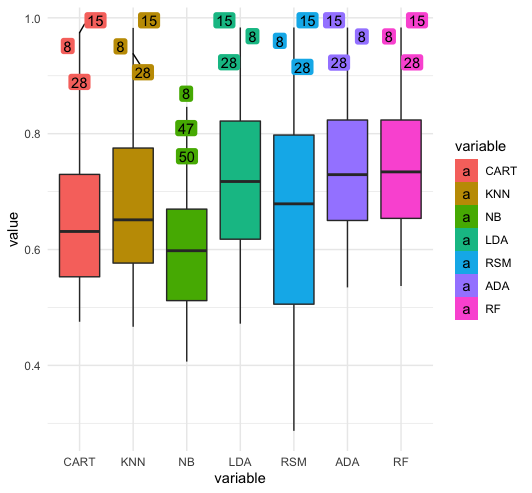 1.0
0.8
0.6
0.4
value
15
8
28
15
8
28
8
47
50
15
8
28
15
8
28
15
8
28
15
8
28
CART
KNN
NB
LDA
RSM
ADA
RF
variable
variable
a CART
a KNN
a NB
a LDA
a RSM
a ADA
a RF